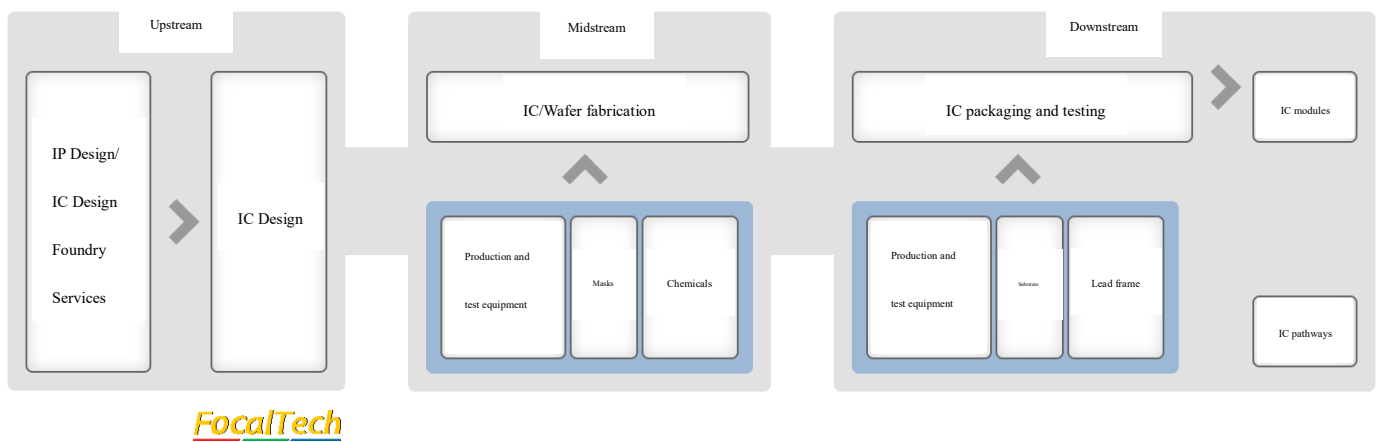 Upstream
IP Design/
IC Design
Foundry
Services
IC Design
Midstream
IC/Wafer fabrication
Production and
test equipment
Masks
Chemicals
Downstream
IC packaging and testing
IC modules
Production and
test equipment
Substrate
Lead frame
IC pathways
FocalTech